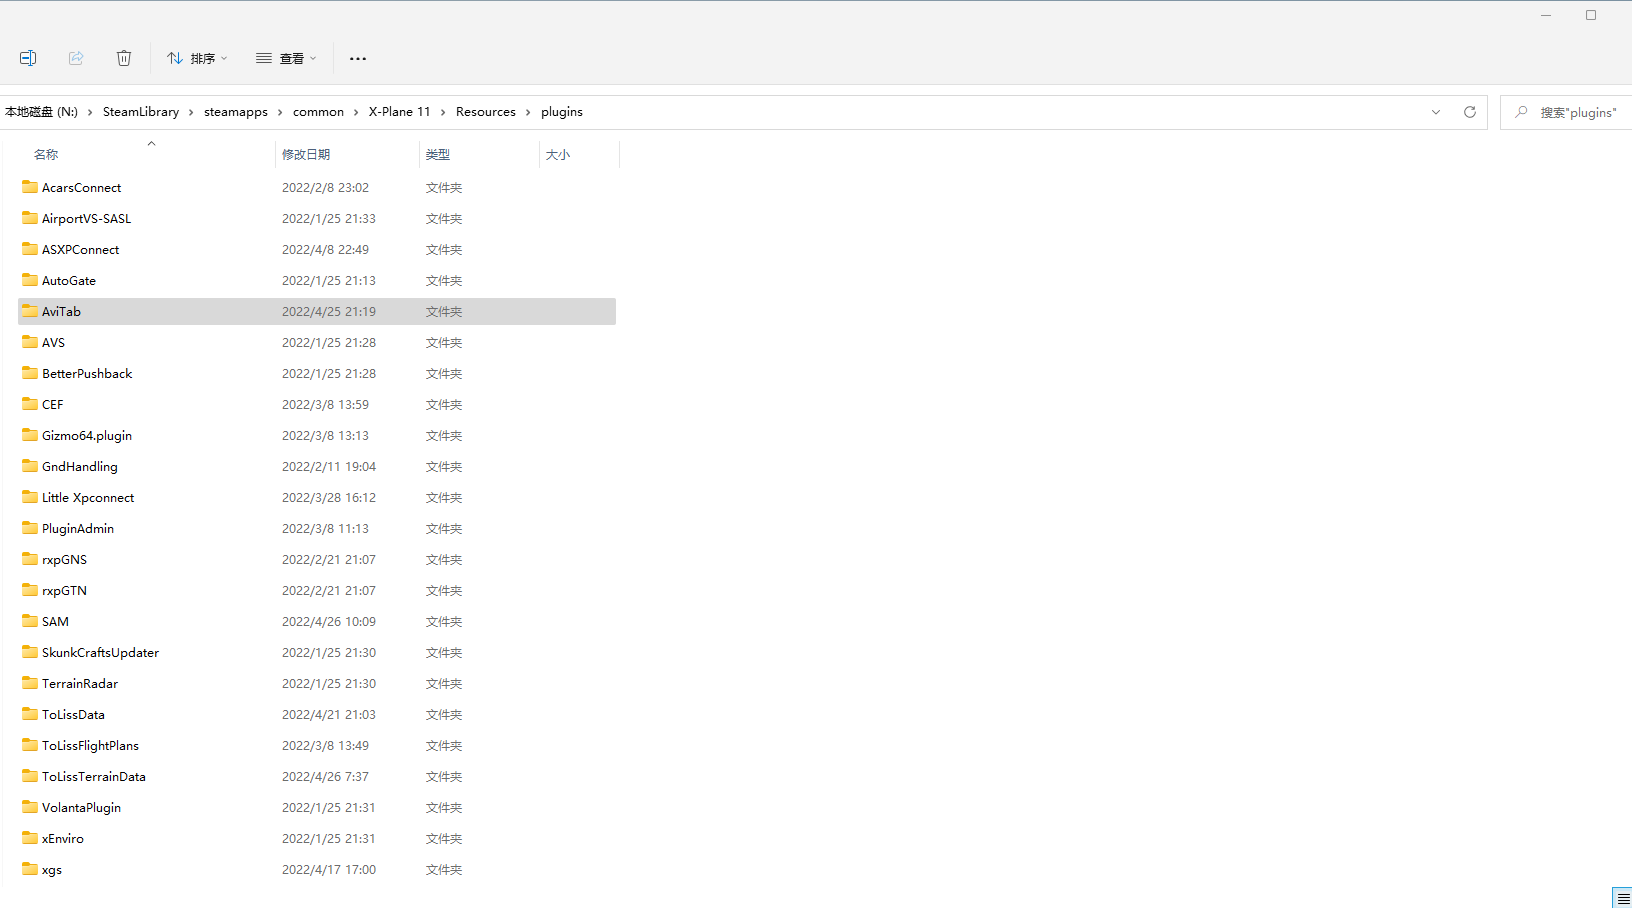 排序 查看
本地磁盘 (N:) › SteamLibrary › steamapps › common › X-Plane 11 › Resources › plugins 搜索"plugins"
名称 修改日期 类型 大小
AcarsConnect 2022/2/8 23:02 文件夹
AirportVS-SASL 2022/1/25 21:33 文件夹
ASXPConnect 2022/4/8 22:49 文件夹
AutoGate 2022/1/25 21:13 文件夹
AviTab 2022/4/25 21:19 文件夹
AVS 2022/1/25 21:28 文件夹
BetterPushback 2022/1/25 21:28 文件夹
CEF 2022/3/8 13:59 文件夹
Gizmo64.plugin 2022/3/8 13:13 文件夹
GndHandling 2022/2/11 19:04 文件夹
Little Xpconnect 2022/3/28 16:12 文件夹
PluginAdmin 2022/3/8 11:13 文件夹
rxpGNS 2022/2/21 21:07 文件夹
rxpGTN 2022/2/21 21:07 文件夹
SAM 2022/4/26 10:09 文件夹
SkunkCraftsUpdater 2022/1/25 21:30 文件夹
TerrainRadar 2022/1/25 21:30 文件夹
ToLissData 2022/4/21 21:03 文件夹
ToLissFlightPlans 2022/3/8 13:49 文件夹
ToLissTerrainData 2022/4/26 7:37 文件夹
VolantaPlugin 2022/1/25 21:31 文件夹
xEnviro 2022/1/25 21:31 文件夹
xgs 2022/4/17 17:00 文件夹